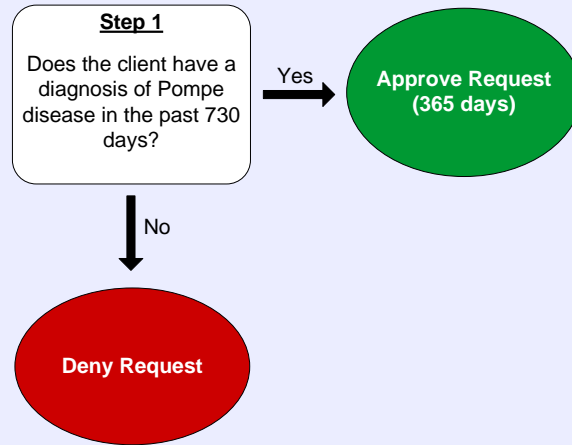 Step 1
Does the client have a
diagnosis of Pompe
disease in the past 730
days?
Yes
Approve Request
(365 days)
No
Deny Request